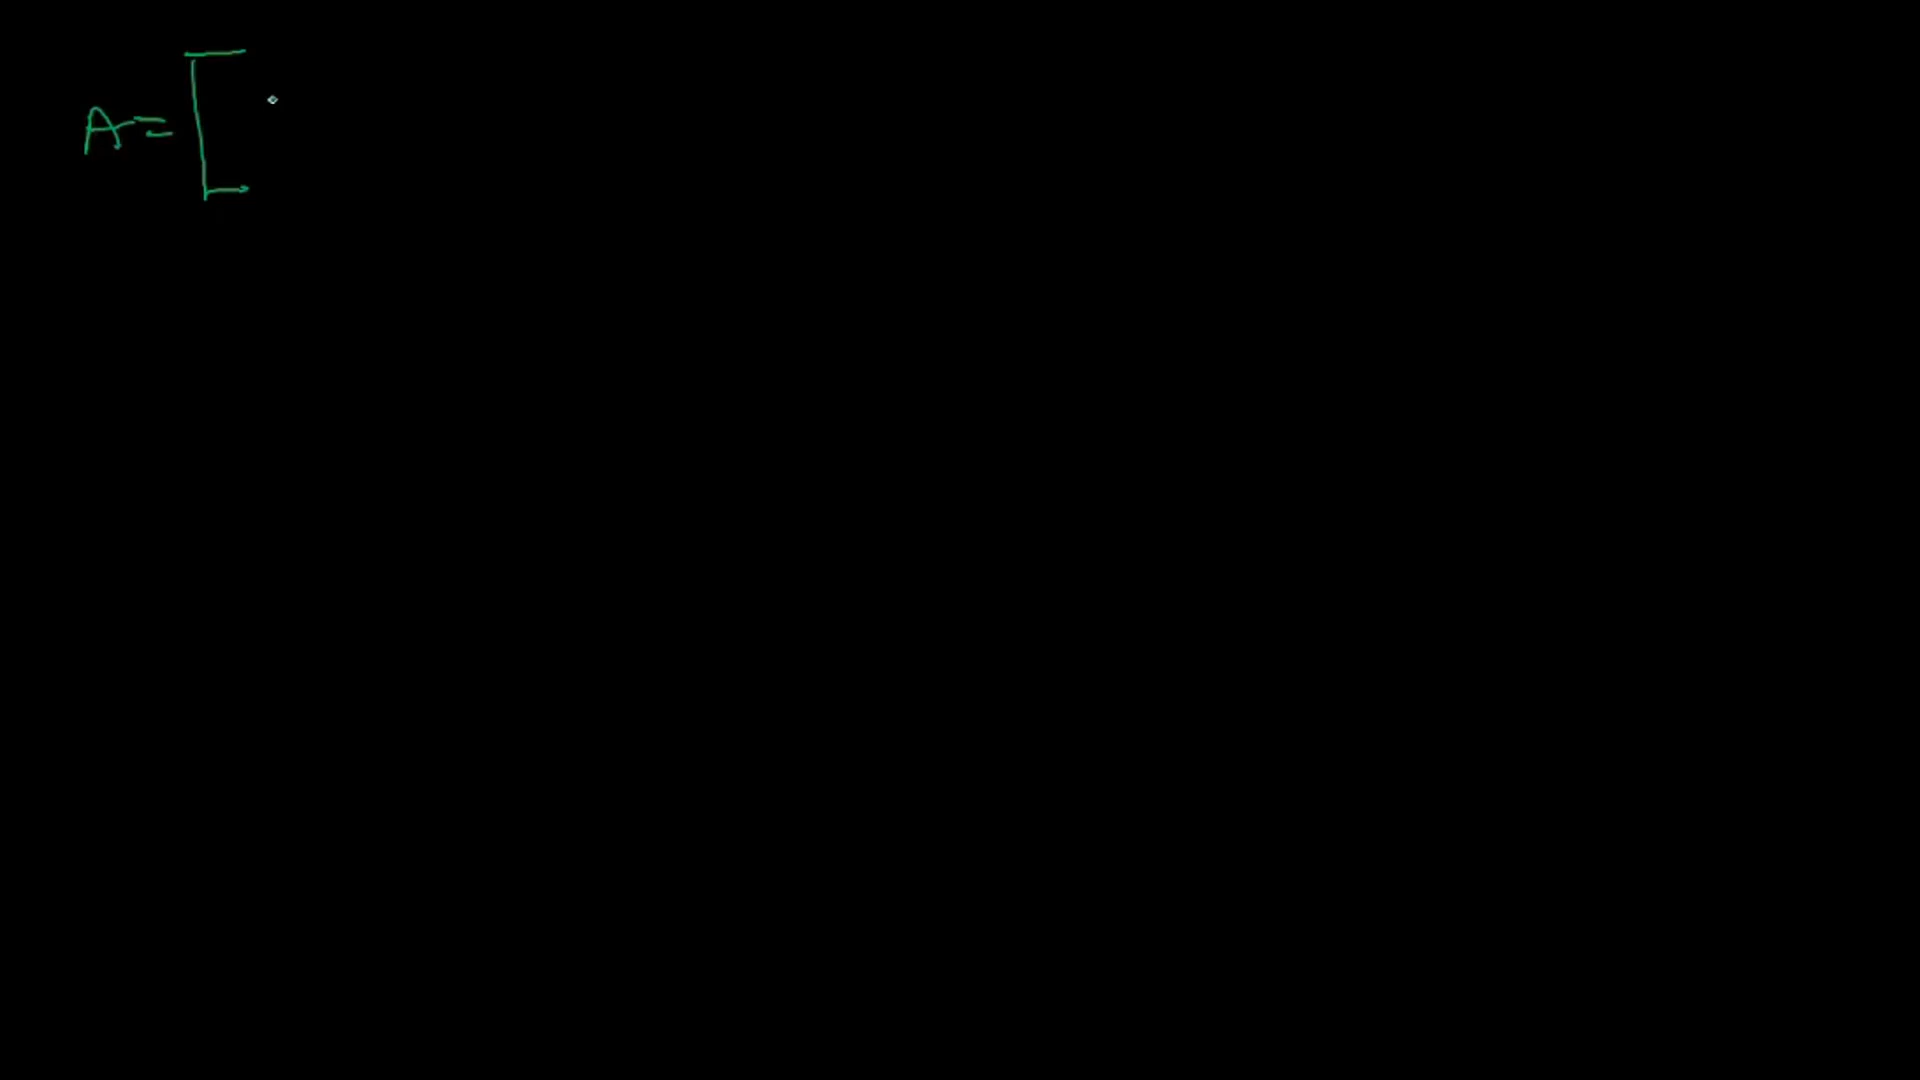 A = [